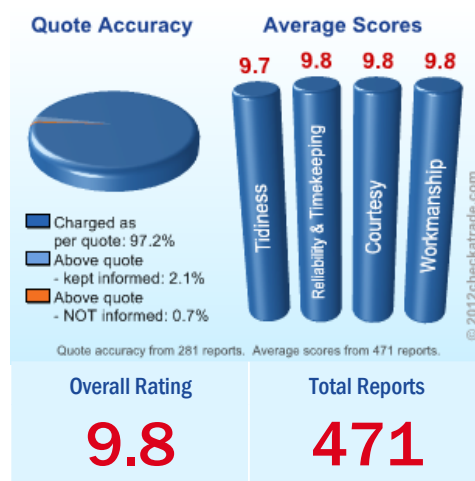 Quote Accuracy
Average Scores
9.7
9.8
9.8
9.8
Tidiness
Reliability & Timekeeping
Courtesy
Workmanship
Charged as
per quote: 97.2%
Above quote
- kept informed: 2.1%
Above quote
- NOT informed: 0.7%
© 2012checkatrade.com
Quote accuracy from 281 reports. Average scores from 471 reports.
Overall Rating
Total Reports
9.8
471